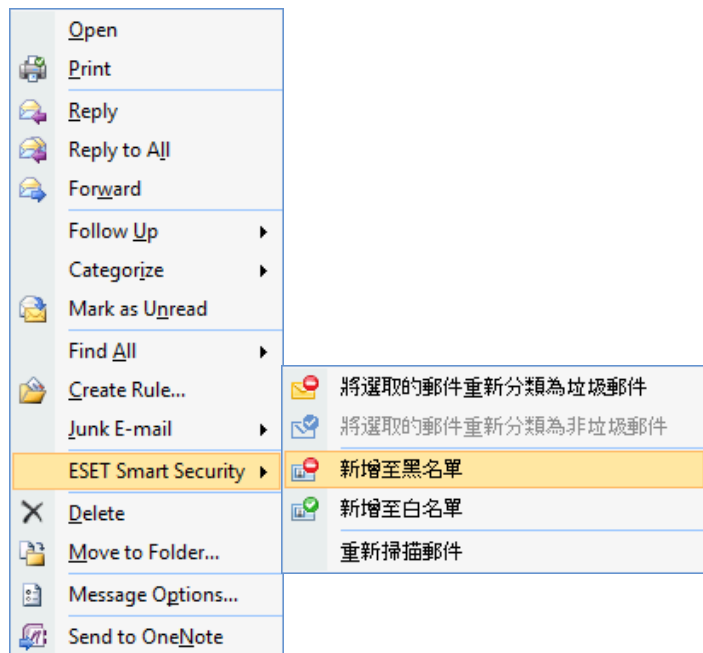 Open
Print
Reply
Reply to All
Forward
Follow Up
Categorize
Mark as Unread
Find All
Create Rule...
Junk E-mail
ESET Smart Security
Delete
Move to Folder...
Message Options...
Send to OneNote
將選取的郵件重新分類為垃圾郵件
將選取的郵件重新分類為非垃圾郵件
新增至黑名單
新增至白名單
重新掃描郵件